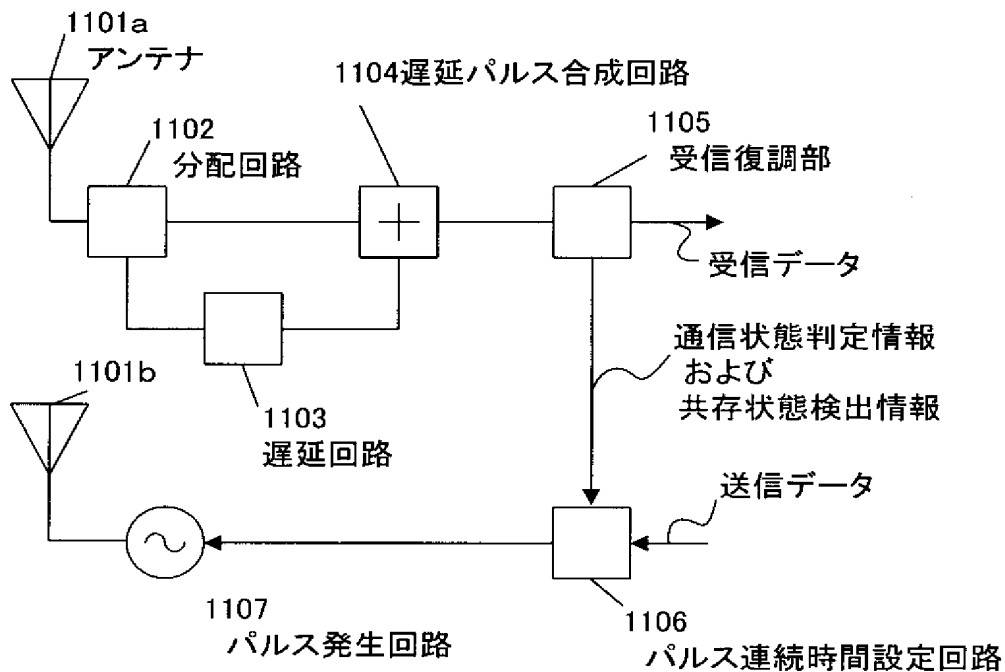 1101a
アンテナ
1104遅延パルス合成回路
1102
分配回路
1105
受信復調部
受信データ
1103
遅延回路
通信状態判定情報
および
共存状態検出情報
1101b
送信データ
1107
パルス発生回路
1106
パルス連続時間設定回路